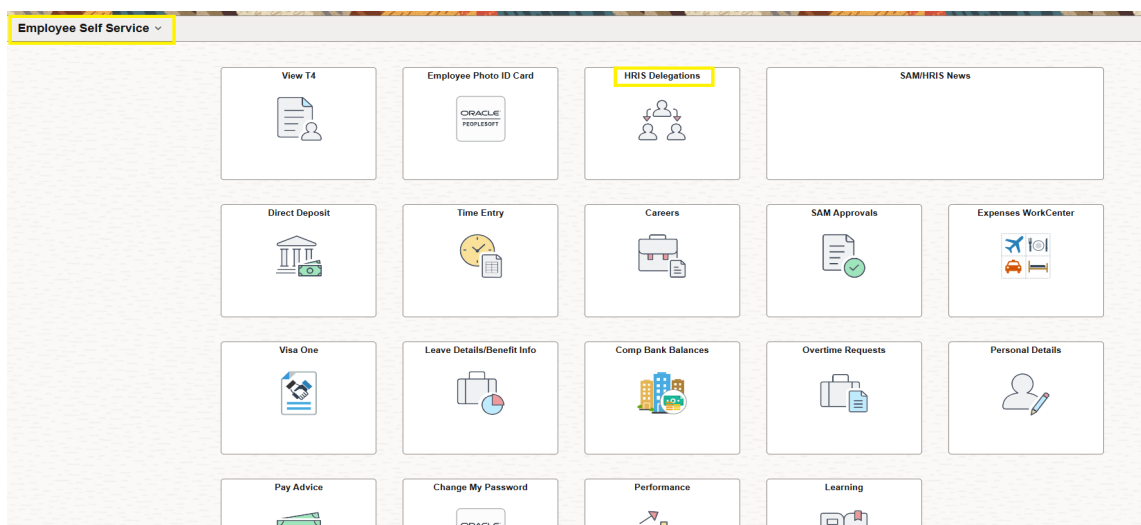 Employee Self Service
View T4
Employee Photo ID Card
HRIS Delegations
SAM/HRIS News
ORACLE
PEOPLESOFT
Direct Deposit
Time Entry
Careers
SAM Approvals
Expenses WorkCenter
Visa One
Leave Details/Benefit Info
Comp Bank Balances
Overtime Requests
Personal Details
Pay Advice
Change My Password
Performance
Learning
ORACLE